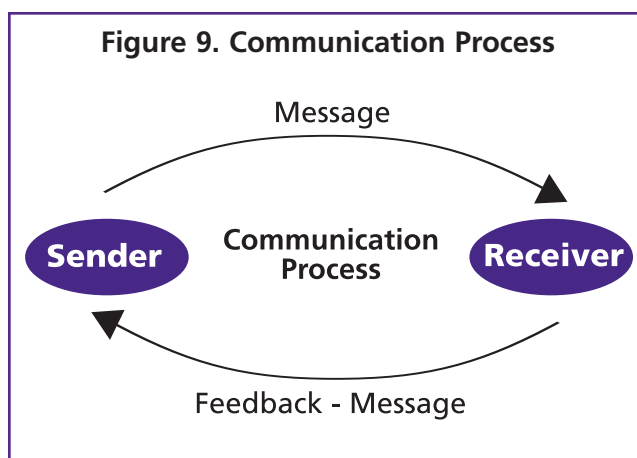 Figure 9. Communication Process
Message
Sender
Communication
Process
Receiver
Feedback - Message